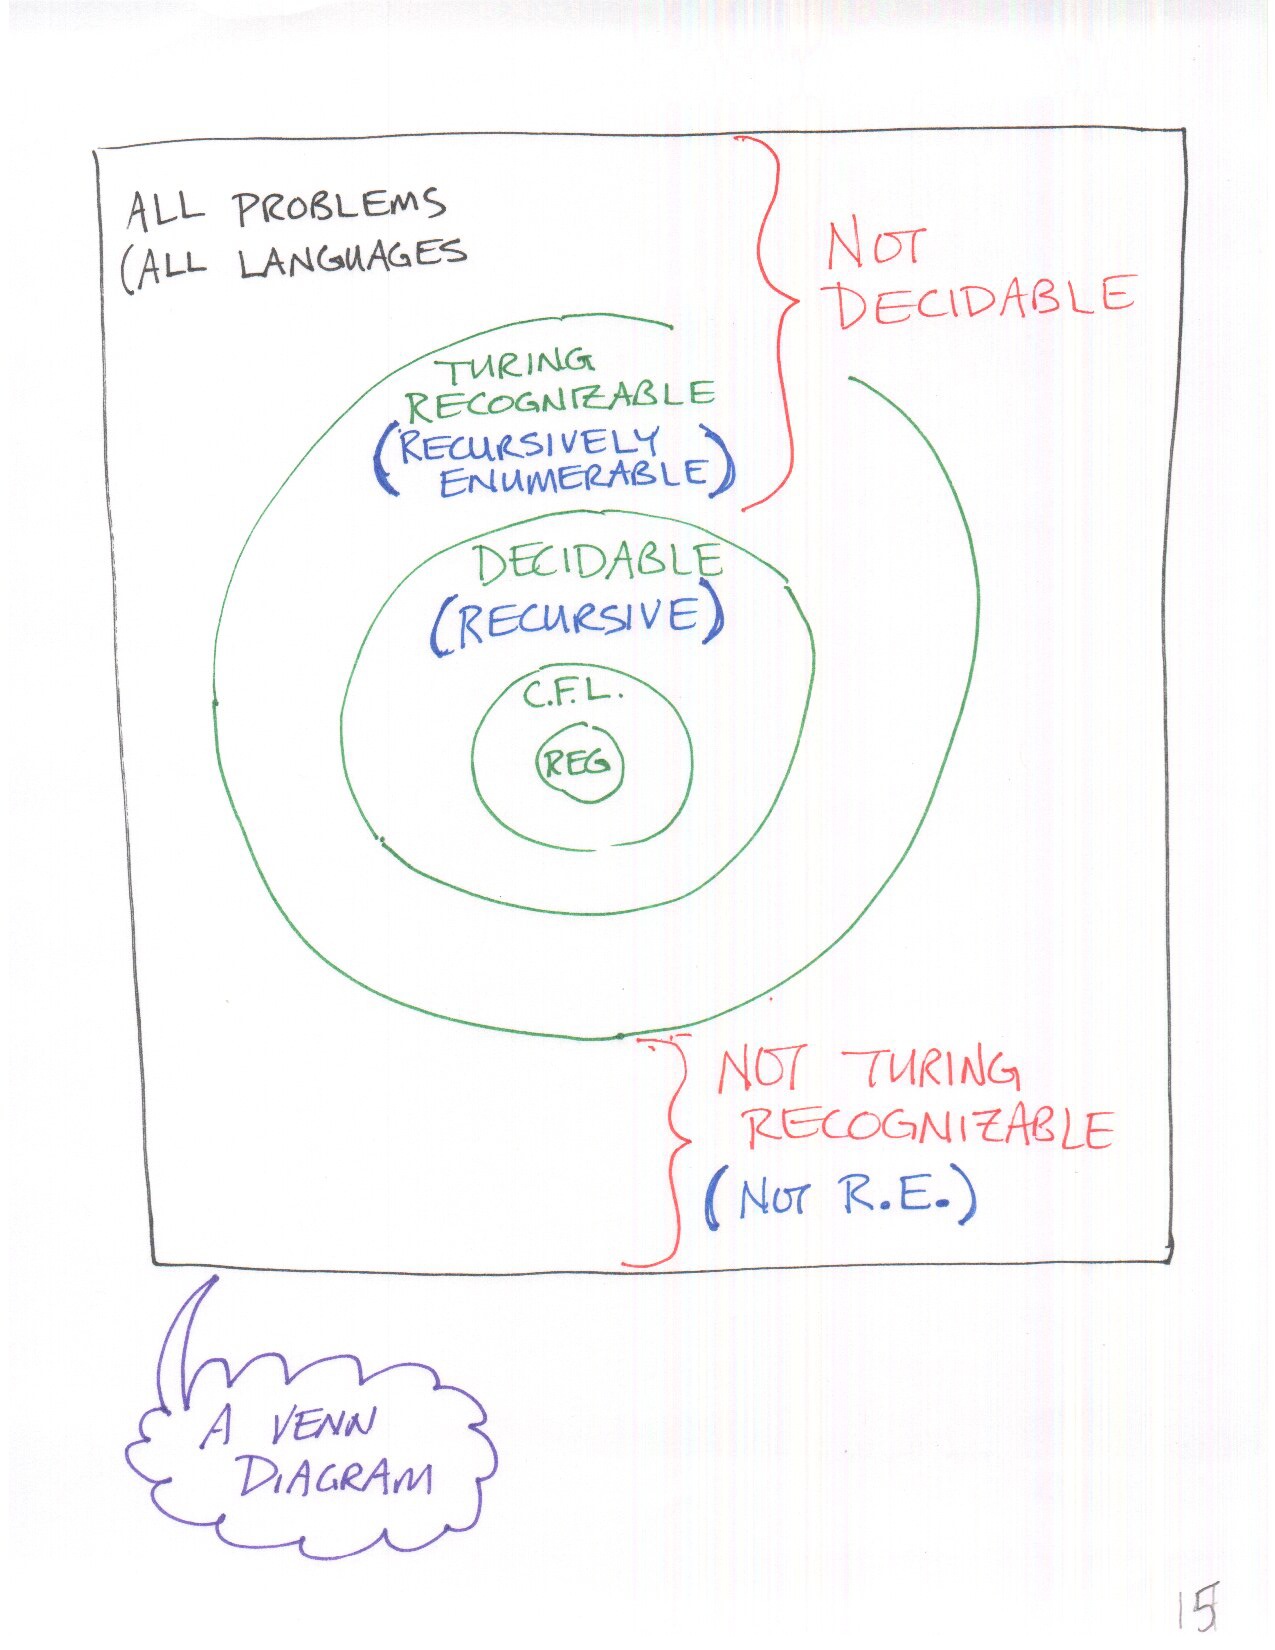 ALL PROBLEMS
(ALL LANGUAGES
NOT
DECIDABLE
TURING
RECOGNIZABLE
(RECURSIVELY
ENUMERABLE)
DECIDABLE
(RECURSIVE)
C.F.L.
REG
NOT TURING
RECOGNIZABLE
(NOT R.E.)
A VENN
DIAGRAM
15